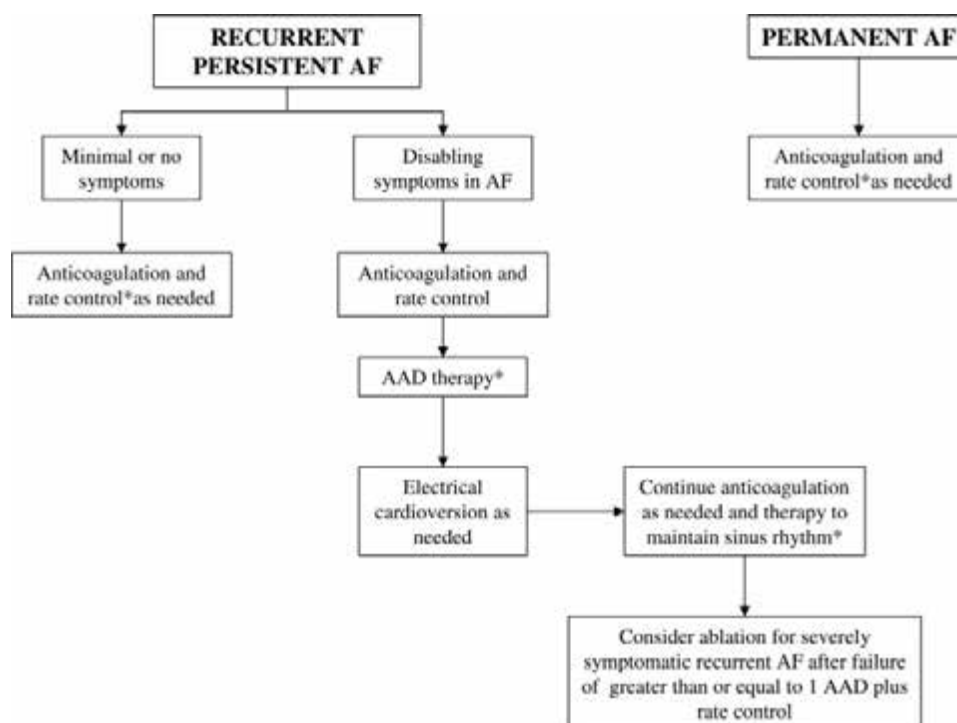 RECURRENT
PERSISTENT AF
PERMANENT AF
Minimal or no
symptoms
Disabling
symptoms in AF
Anticoagulation and
rate control*as needed
Anticoagulation and
rate control*as needed
Anticoagulation and
rate control
AAD therapy*
Electrical
cardioversion as
needed
Continue anticoagulation
as needed and therapy to
maintain sinus rhythm*
Consider ablation for severely
symptomatic recurrent AF after failure
of greater than or equal to 1 AAD plus
rate control